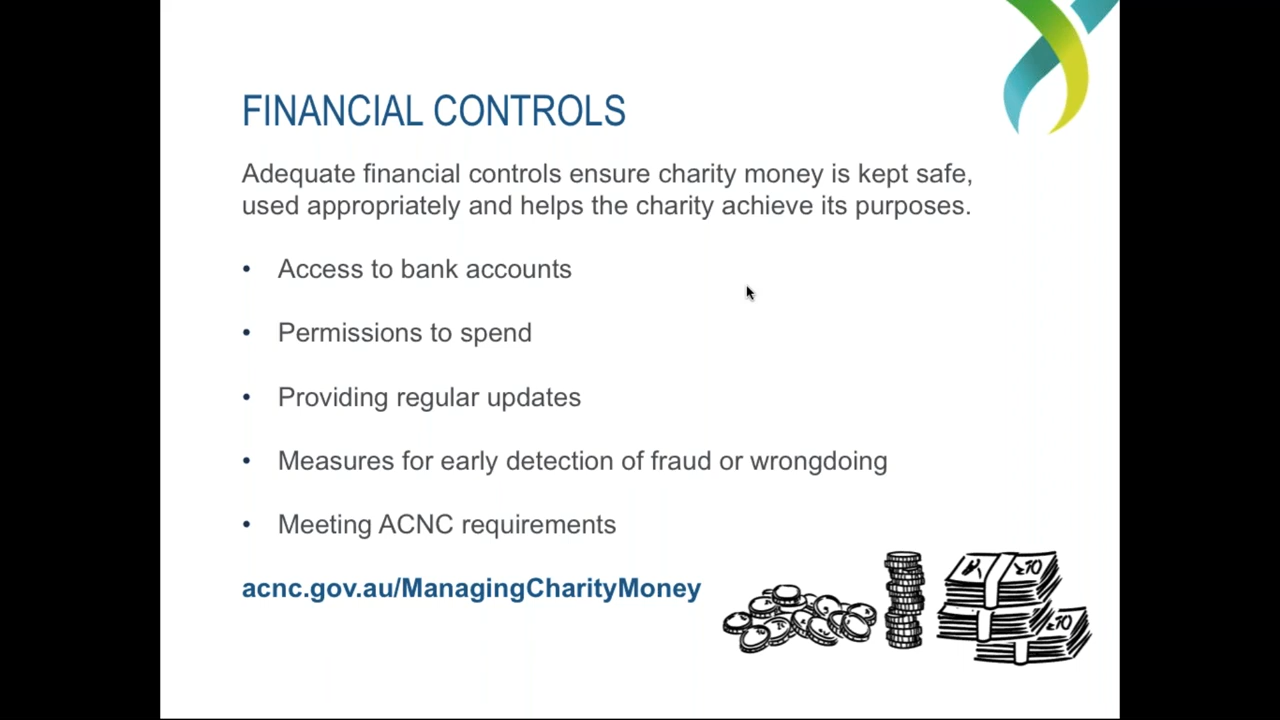 FINANCIAL CONTROLS
Adequate financial controls ensure charity money is kept safe,
used appropriately and helps the charity achieve its purposes.
• Access to bank accounts
• Permissions to spend
• Providing regular updates
• Measures for early detection of fraud or wrongdoing
• Meeting ACNC requirements
acnc.gov.au/ManagingCharityMoney